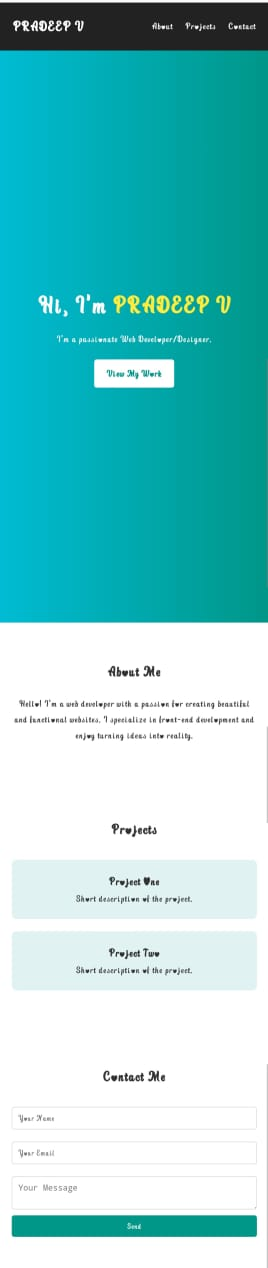 PRADEEP V
About Projects Contact
Hi, I'm PRADEEP V
I'm a passionate Web Developer/Designer.
View My Work
About Me
Hello! I'm a web developer with a passion for creating beautiful
and functional websites. I specialize in front-end development and
enjoy turning ideas into reality.
Projects
Project One
Short description of the project.
Project Two
Short description of the project.
Contact Me
Your Name
Your Email
Your Message
Send